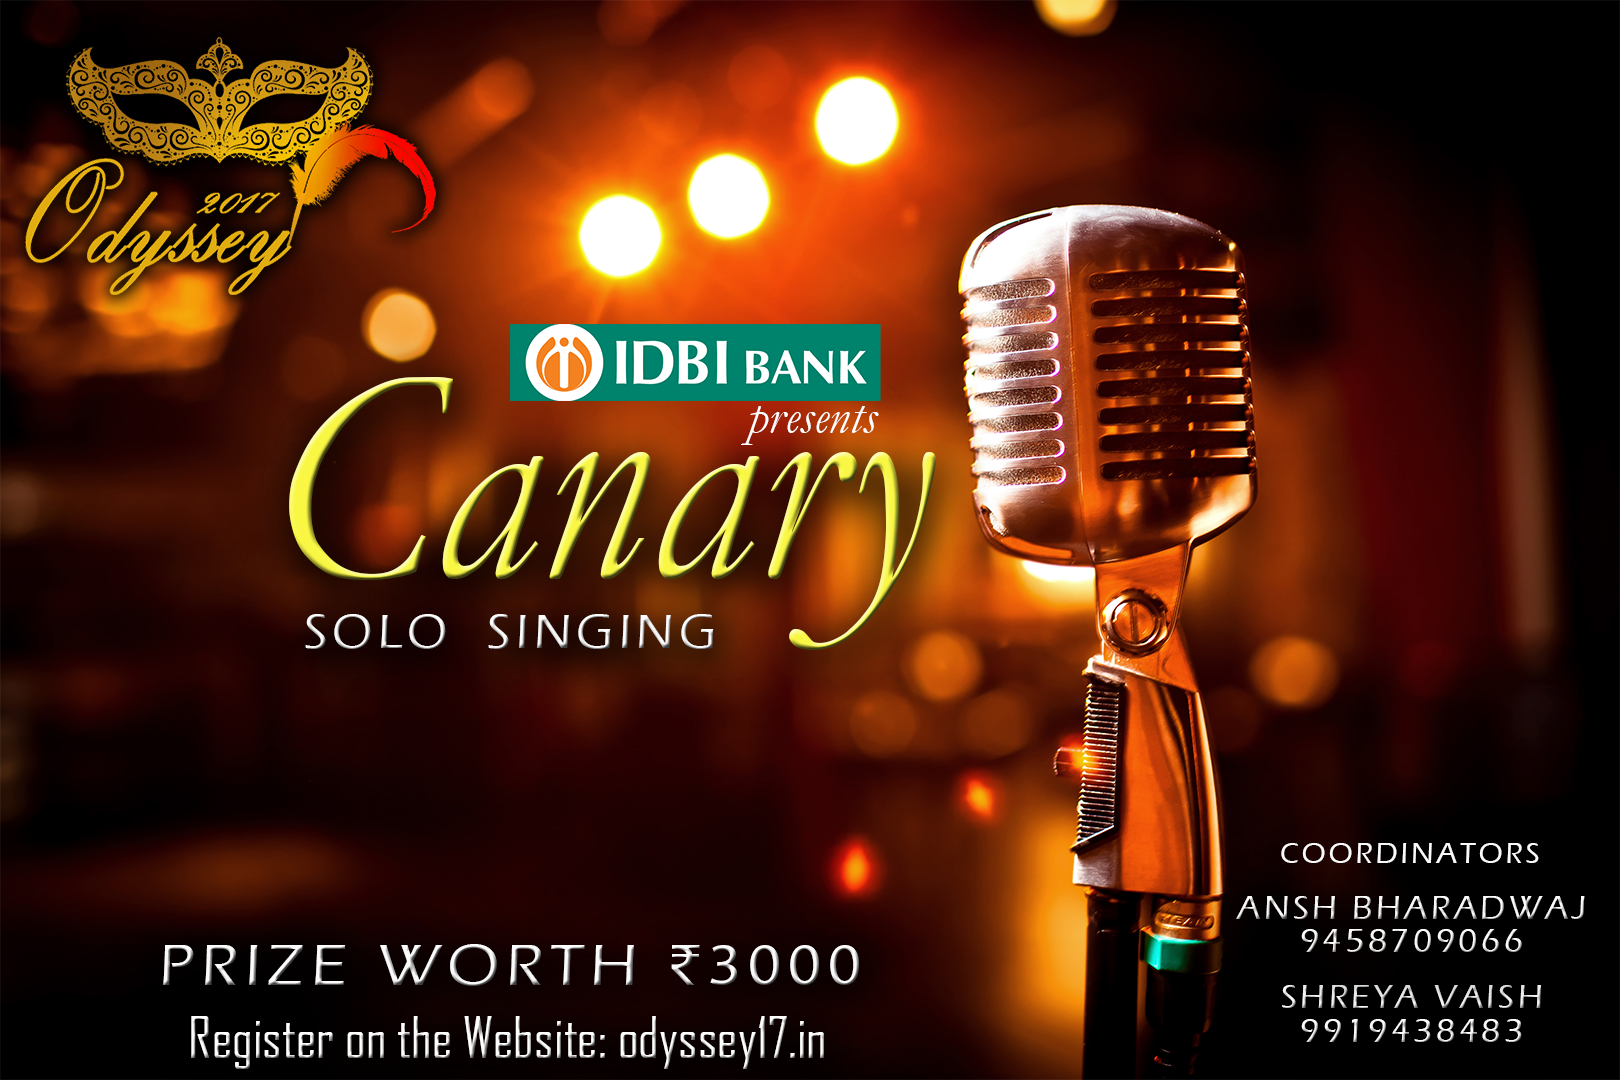 2017
Odyssey
IDBI BANK
presents
Canary
SOLO SINGING
PRIZE WORTH ₹3000
Register on the Website: odyssey17.in
COORDINATORS
ANSH BHARADWAJ
9458709066
SHREYA VAISH
9919438483